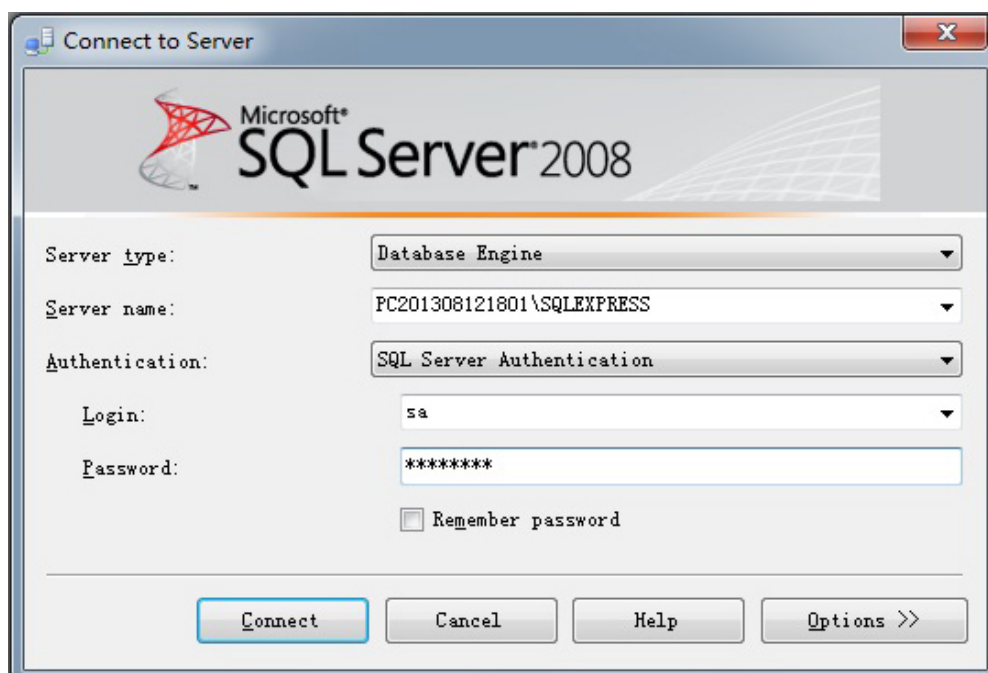 Connect to Server
Microsoft®
SQL Server® 2008
Server type: Database Engine
Server name: PC201308121801\SQLEXPRESS
Authentication: SQL Server Authentication
Login: sa
Password: ********
Remember password
Connect Cancel Help Options >>